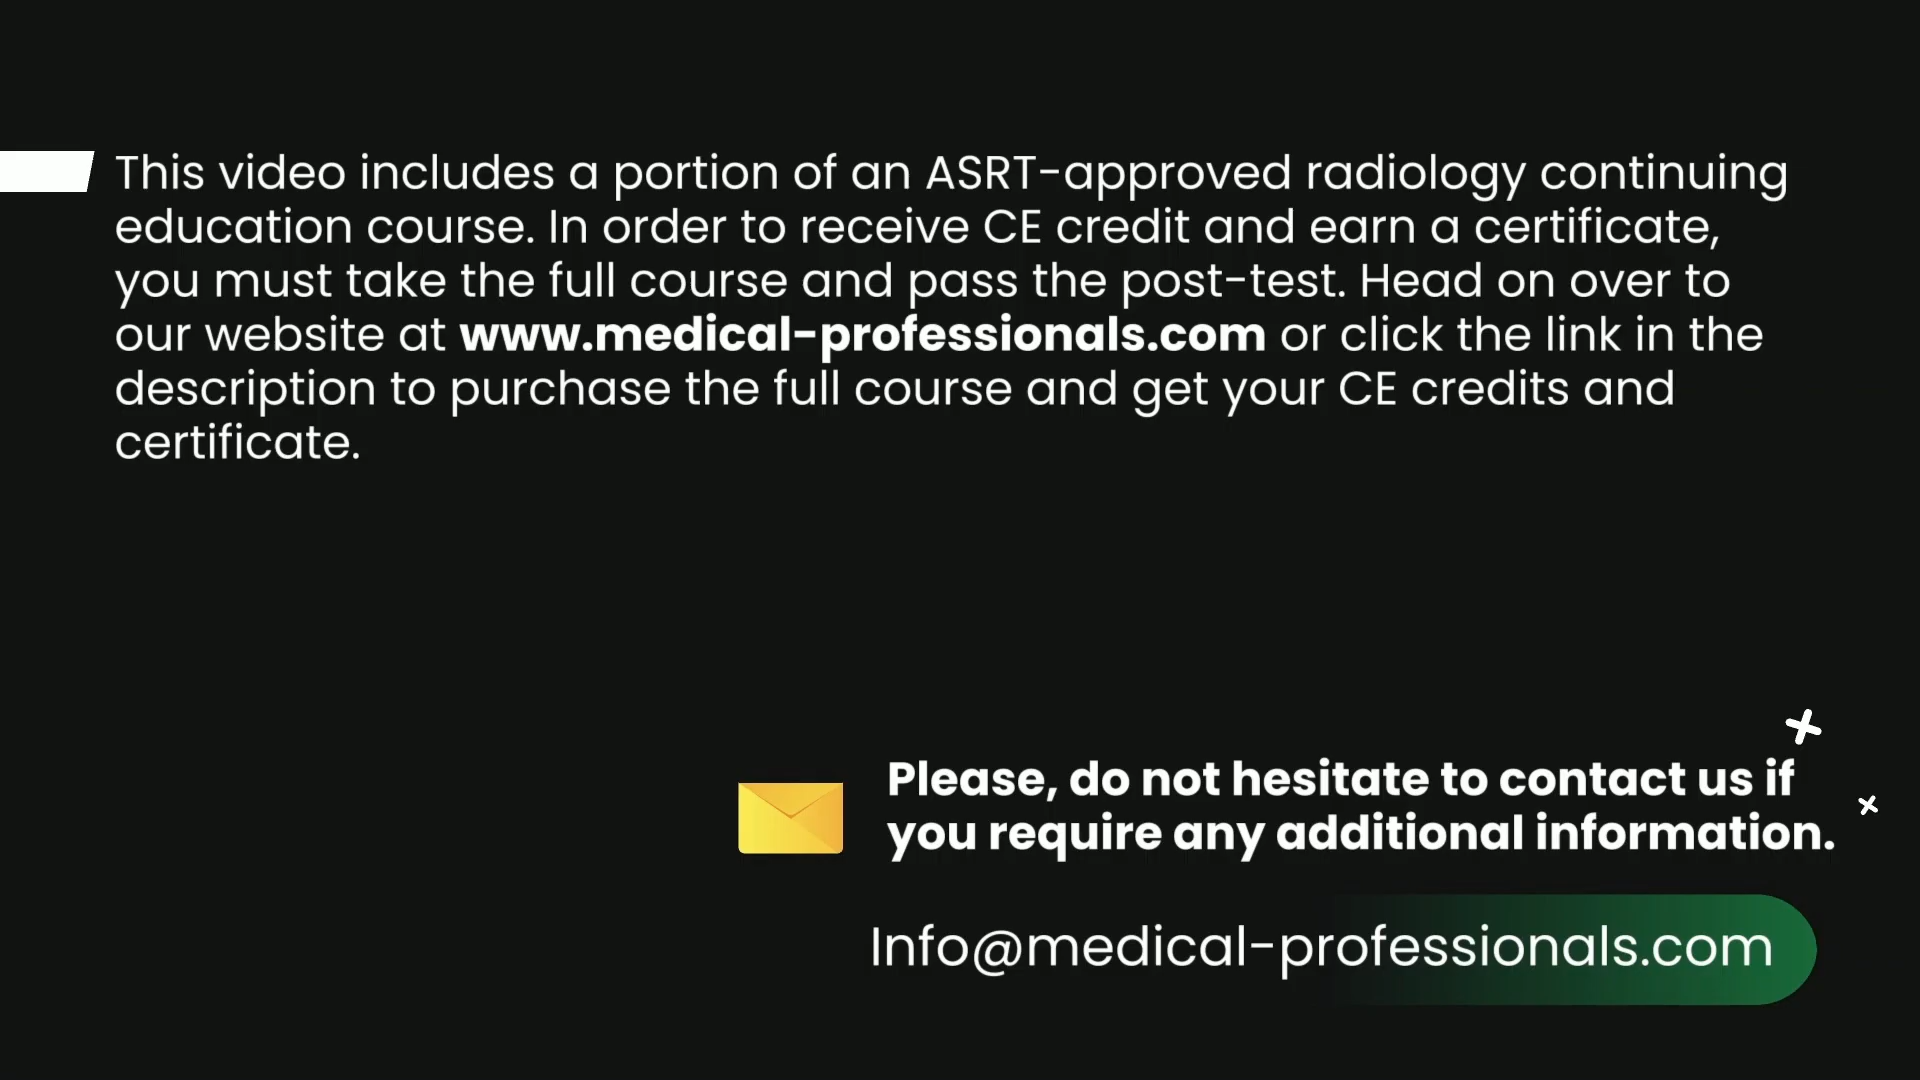 This video includes a portion of an ASRT-approved radiology continuing
education course. In order to receive CE credit and earn a certificate,
you must take the full course and pass the post-test. Head on over to
our website at www.medical-professionals.com or click the link in the
description to purchase the full course and get your CE credits and
certificate.
Please, do not hesitate to contact us if
you require any additional information.
Info@medical-professionals.com